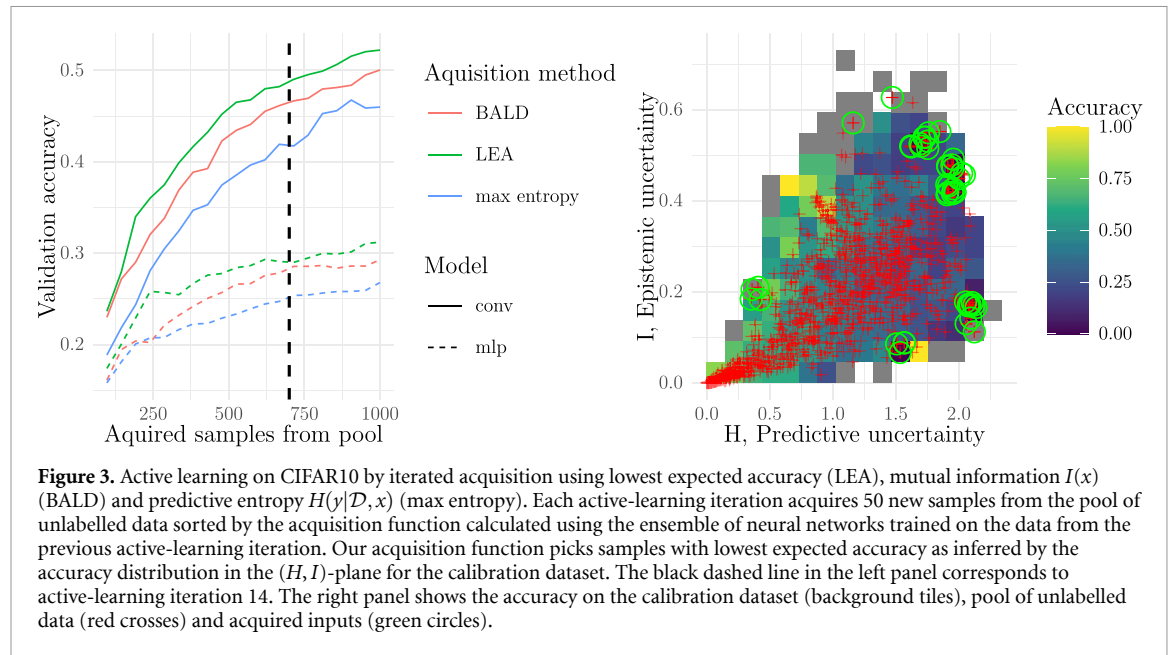 Validation accuracy
0.5
0.4
0.3
0.2
250
500
750
1000
Aquired samples from pool
Aquisition method
BALD
LEA
max entropy
Model
conv
mlp
I, Epistemic uncertainty
0.6
0.4
0.2
0.0
0.0
0.5
1.0
1.5
2.0
H, Predictive uncertainty
Accuracy
1.00
0.75
0.50
0.25
0.00
Figure 3. Active learning on CIFAR10 by iterated acquisition using lowest expected accuracy (LEA), mutual information I(x)
(BALD) and predictive entropy H(y|𝒟, x) (max entropy). Each active-learning iteration acquires 50 new samples from the pool of
unlabelled data sorted by the acquisition function calculated using the ensemble of neural networks trained on the data from the
previous active-learning iteration. Our acquisition function picks samples with lowest expected accuracy as inferred by the
accuracy distribution in the (H, I)-plane for the calibration dataset. The black dashed line in the left panel corresponds to
active-learning iteration 14. The right panel shows the accuracy on the calibration dataset (background tiles), pool of unlabelled
data (red crosses) and acquired inputs (green circles).